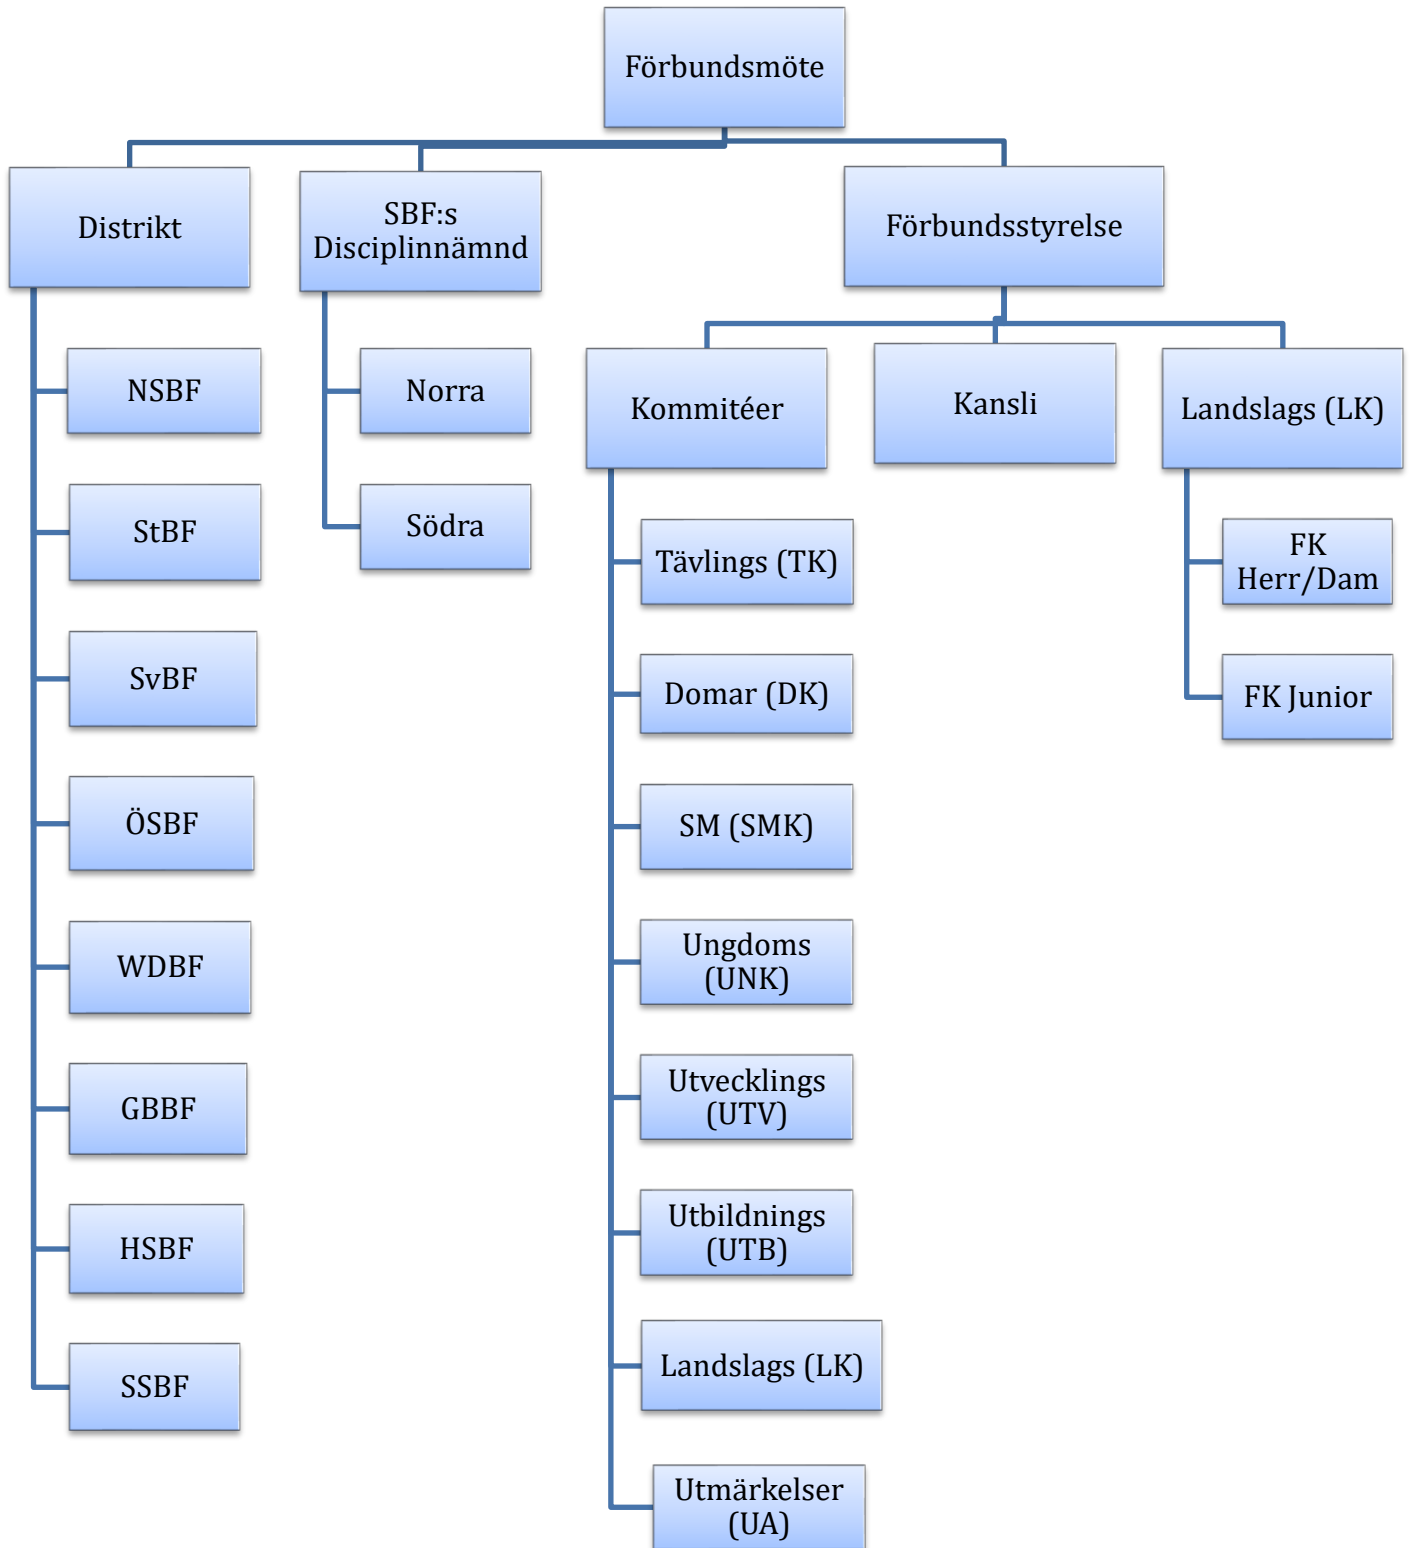 Förbundsmöte
Distrikt
SBF:s
Disciplinnämnd
Förbundsstyrelse
NSBF
StBF
SvBF
ÖSBF
WDBF
GBBF
HSBF
SSBF
Norra
Södra
Kommitéer
Kansli
Landslags (LK)
Tävlings (TK)
Domar (DK)
SM (SMK)
Ungdoms
(UNK)
Utvecklings
(UTV)
Utbildnings
(UTB)
Landslags (LK)
Utmärkelser
(UA)
FK
Herr/Dam
FK Junior